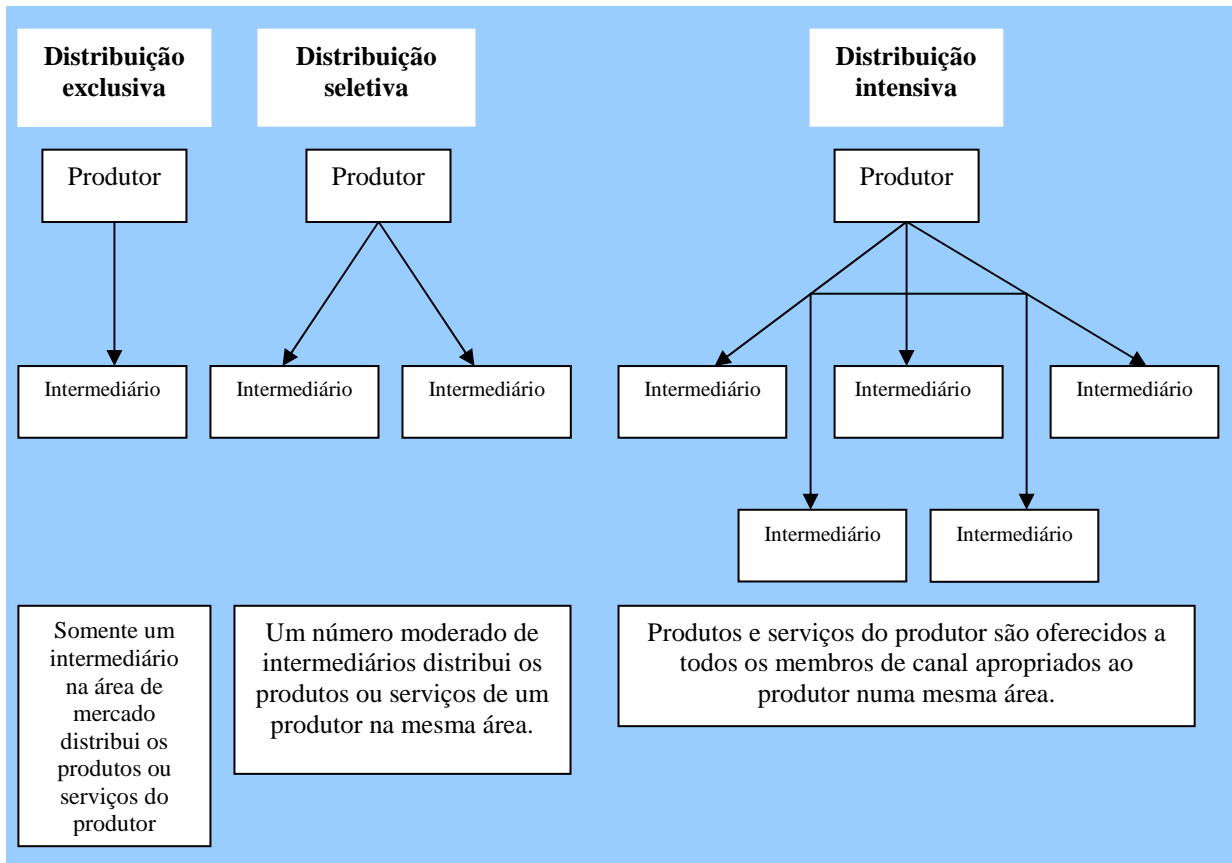 Distribuição
exclusiva
Distribuição
seletiva
Distribuição
intensiva
Produtor
Produtor
Produtor
Intermediário
Intermediário
Intermediário
Intermediário
Intermediário
Intermediário
Intermediário
Intermediário
Somente um
intermediário
na área de
mercado
distribui os
produtos ou
serviços do
produtor
Um número moderado de
intermediários distribui os
produtos ou serviços de um
produtor na mesma área.
Produtos e serviços do produtor são oferecidos a
todos os membros de canal apropriados ao
produtor numa mesma área.